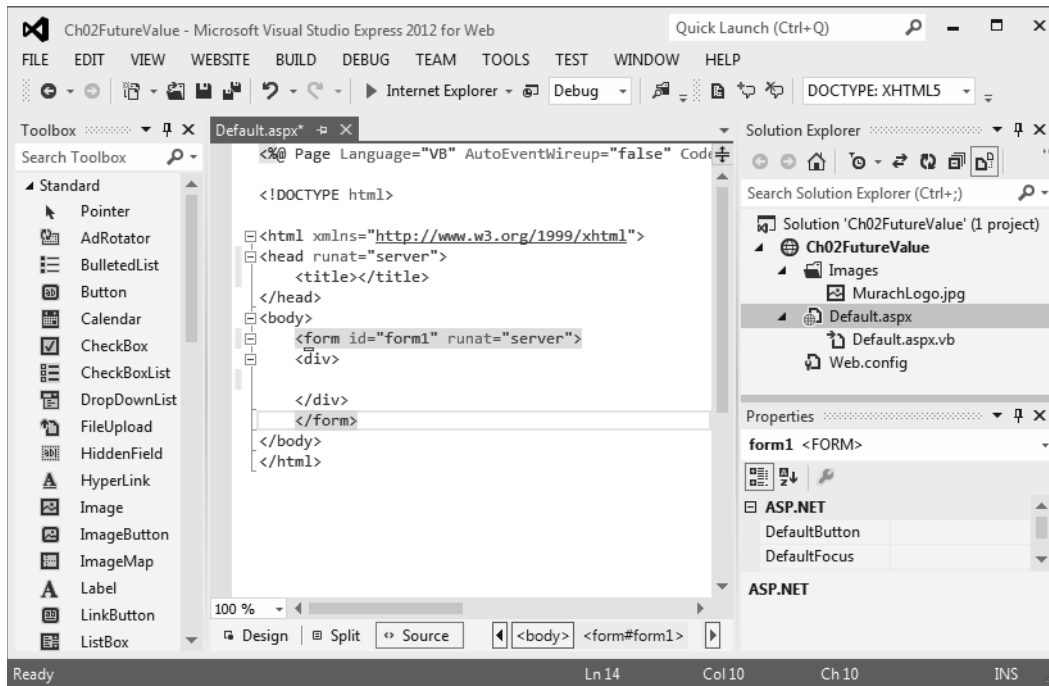 Ch02FutureValue - Microsoft Visual Studio Express 2012 for Web
Quick Launch (Ctrl+Q)
FILE EDIT VIEW WEBSITE BUILD DEBUG TEAM TOOLS TEST WINDOW HELP
Internet Explorer Debug DOCTYPE: XHTML5
Toolbox
Search Toolbox
Standard
Pointer
AdRotator
BulletedList
Button
Calendar
CheckBox
CheckBoxList
DropDownList
FileUpload
HiddenField
HyperLink
Image
ImageButton
ImageMap
Label
LinkButton
ListBox
Default.aspx*
<%@ Page Language="VB" AutoEventWireup="false" Code
<!DOCTYPE html>
<html xmlns="http://www.w3.org/1999/xhtml">
<head runat="server">
<title></title>
</head>
<body>
<form id="form1" runat="server">
<div>
</div>
</form>
</body>
</html>
100 %
Design Split Source <body> <form#form1>
Solution Explorer
Search Solution Explorer (Ctrl+;)
Solution 'Ch02FutureValue' (1 project)
Ch02FutureValue
Images
MurachLogo.jpg
Default.aspx
Default.aspx.vb
Web.config
Properties
form1 <FORM>
ASP.NET
DefaultButton
DefaultFocus
ASP.NET
Ready Ln 14 Col 10 Ch 10 INS